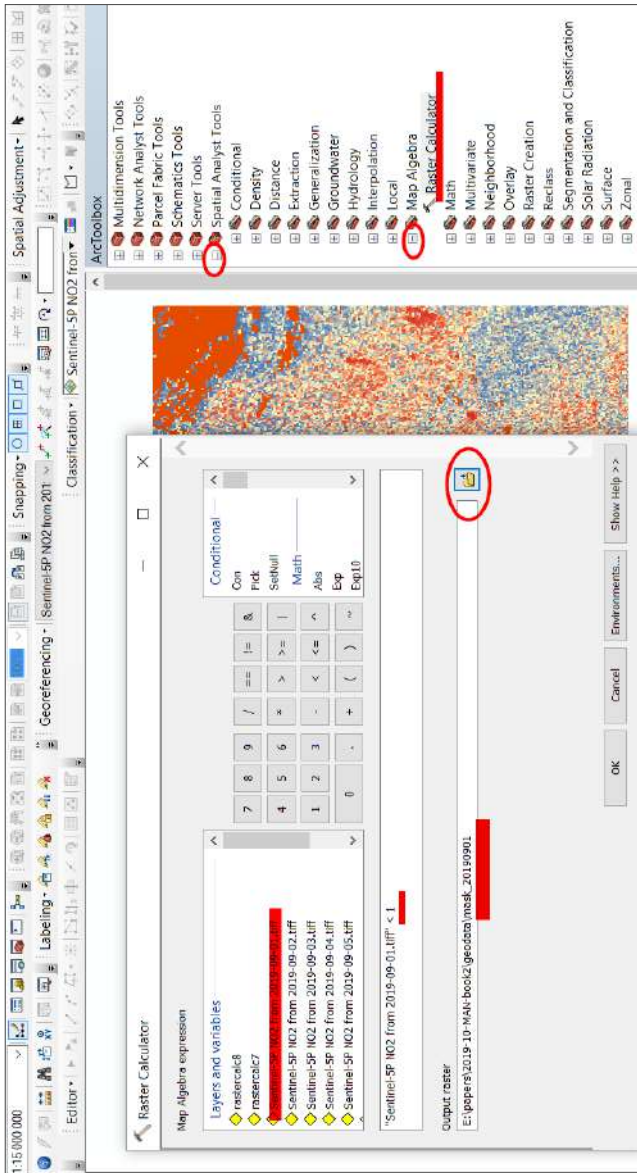 1:15 000 000
Snapping
Spatial Adjustment
Labeling
Georeferencing
Sentinel-5P NO2 from 201
Editor
Classification
Sentinel-5P NO2 from
ArcToolbox
Multidimension Tools
Network Analyst Tools
Parcel Fabric Tools
Schematics Tools
Server Tools
Spatial Analyst Tools
Conditional
Density
Distance
Extraction
Generalization
Groundwater
Hydrology
Interpolation
Local
Map Algebra
Raster Calculator
Math
Multivariate
Neighborhood
Overlay
Raster Creation
Reclass
Segmentation and Classification
Solar Radiation
Surface
Zonal
Raster Calculator
Map Algebra expression
Layers and variables
rastercalc8
rastercalc7
Sentinel-5P NO2 from 2019-09-01.tiff
Sentinel-5P NO2 from 2019-09-02.tiff
Sentinel-5P NO2 from 2019-09-03.tiff
Sentinel-5P NO2 from 2019-09-04.tiff
Sentinel-5P NO2 from 2019-09-05.tiff
7 8 9 / == != &
4 5 6 * > >= |
1 2 3 - < <= ^
0 . + ( ) ~
Conditional
Con
Pick
SetNull
Math
Abs
Exp
Exp10
"Sentinel-5P NO2 from 2019-09-01.tiff" < 1
Output raster
E:\papers\2019-10-MAN-book2\geodata\mask_20190901
OK Cancel Environments... Show Help >>